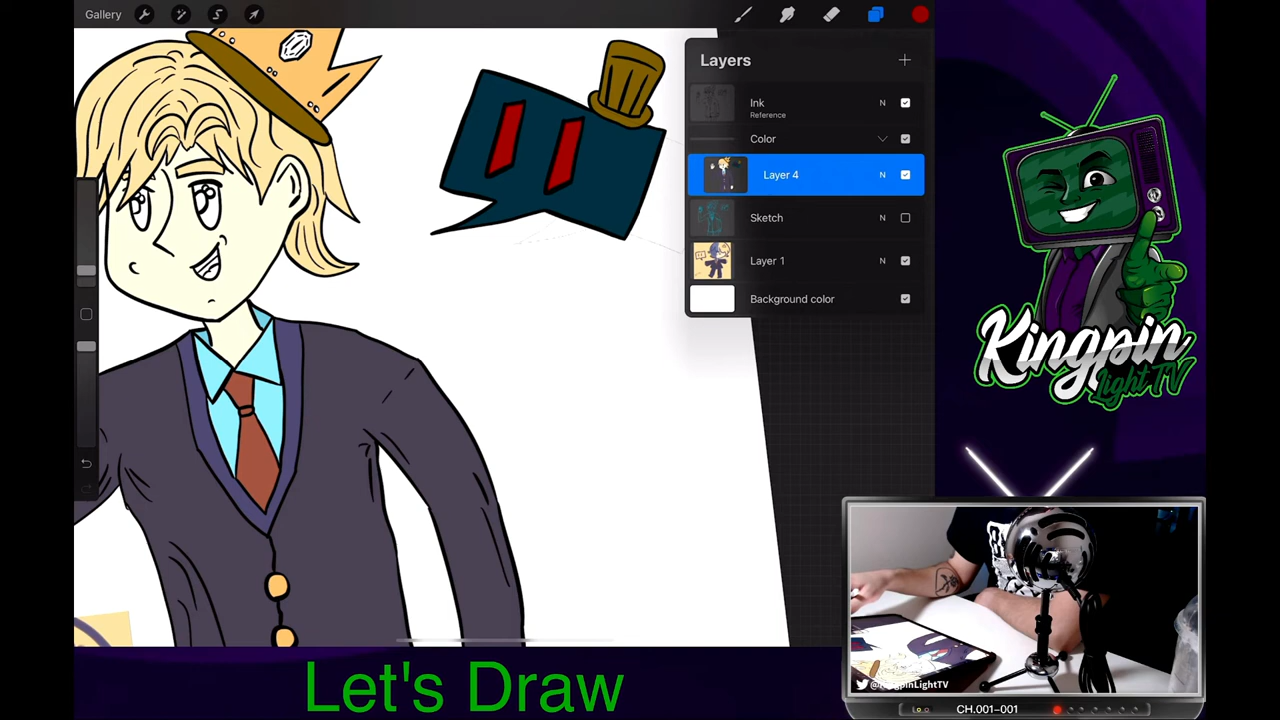 Gallery
Layers
Ink
N
Reference
Color
Layer 4
N
Sketch
N
Layer 1
N
Background color
Kingpin
Light TV
@KingpinLightTV
Let's Draw
CH.001-001